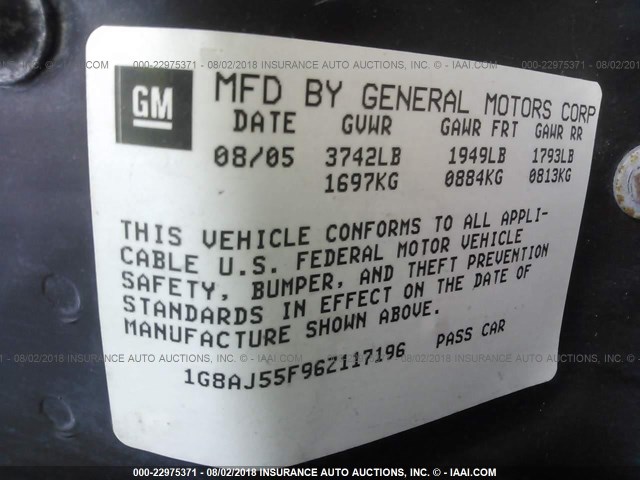 000-22975371 - 08/02/2018 INSURANCE AUTO AUCTIONS, INC. © - IAAI.COM
GM
MFD BY GENERAL MOTORS CORP
DATE GVWR GAWR FRT GAWR RR
08/05 3742LB 1949LB 1793LB
1697KG 0884KG 0813KG
THIS VEHICLE CONFORMS TO ALL APPLI-
CABLE U.S. FEDERAL MOTOR VEHICLE
SAFETY, BUMPER, AND THEFT PREVENTION
STANDARDS IN EFFECT ON THE DATE OF
MANUFACTURE SHOWN ABOVE.
1G8AJ55F96Z117196 PASS CAR
000-22975371 - 08/02/2018 INSURANCE AUTO AUCTIONS, INC. © - IAAI.COM